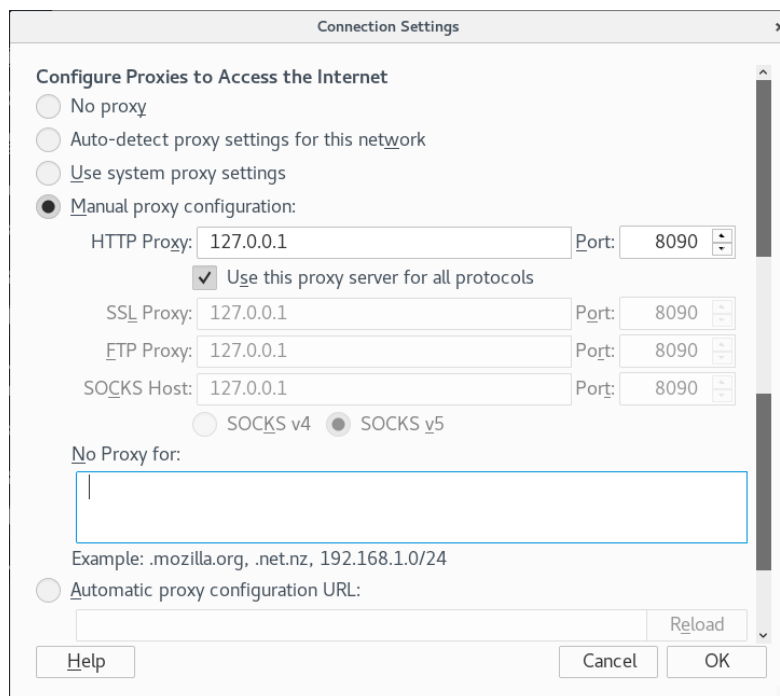 Connection Settings ×
Configure Proxies to Access the Internet
No proxy
Auto-detect proxy settings for this network
Use system proxy settings
Manual proxy configuration:
HTTP Proxy: 127.0.0.1 Port: 8090
Use this proxy server for all protocols
SSL Proxy: 127.0.0.1 Port: 8090
FTP Proxy: 127.0.0.1 Port: 8090
SOCKS Host: 127.0.0.1 Port: 8090
SOCKS v4 SOCKS v5
No Proxy for:
Example: .mozilla.org, .net.nz, 192.168.1.0/24
Automatic proxy configuration URL:
Reload
Help Cancel OK